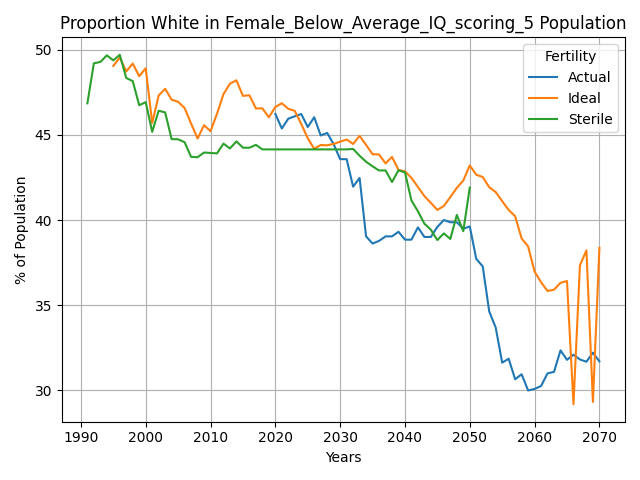 Proportion White in Female_Below_Average_IQ_scoring_5 Population
Fertility
Actual
Ideal
Sterile
% of Population
50
45
40
35
30
1990 2000 2010 2020 2030 2040 2050 2060 2070
Years